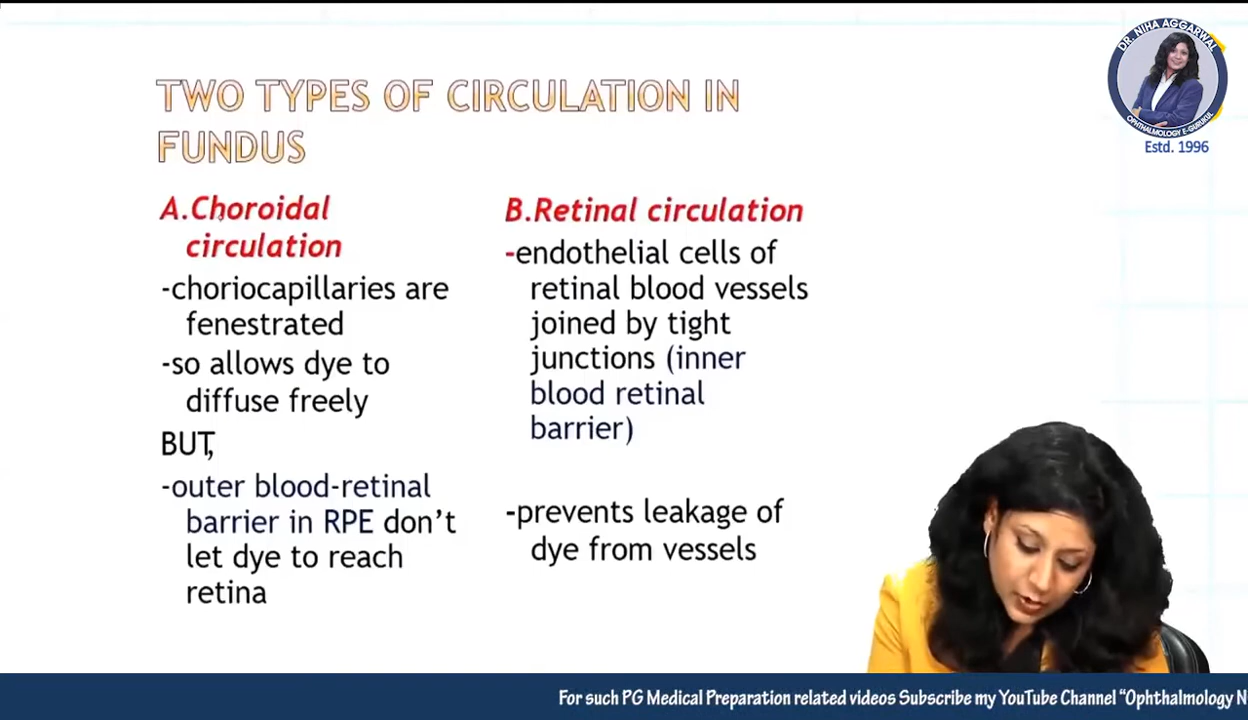 TWO TYPES OF CIRCULATION IN
FUNDUS
A.Choroidal
circulation
-choriocapillaries are
fenestrated
-so allows dye to
diffuse freely
BUT,
-outer blood-retinal
barrier in RPE don't
let dye to reach
retina
B.Retinal circulation
-endothelial cells of
retinal blood vessels
joined by tight
junctions (inner
blood retinal
barrier)
-prevents leakage of
dye from vessels
DR. NIHA AGGARWAL
OPHTHALMOLOGY E-GURUKUL
Estd. 1996
For such PG Medical Preparation related videos Subscribe my YouTube Channel “Ophthalmology N